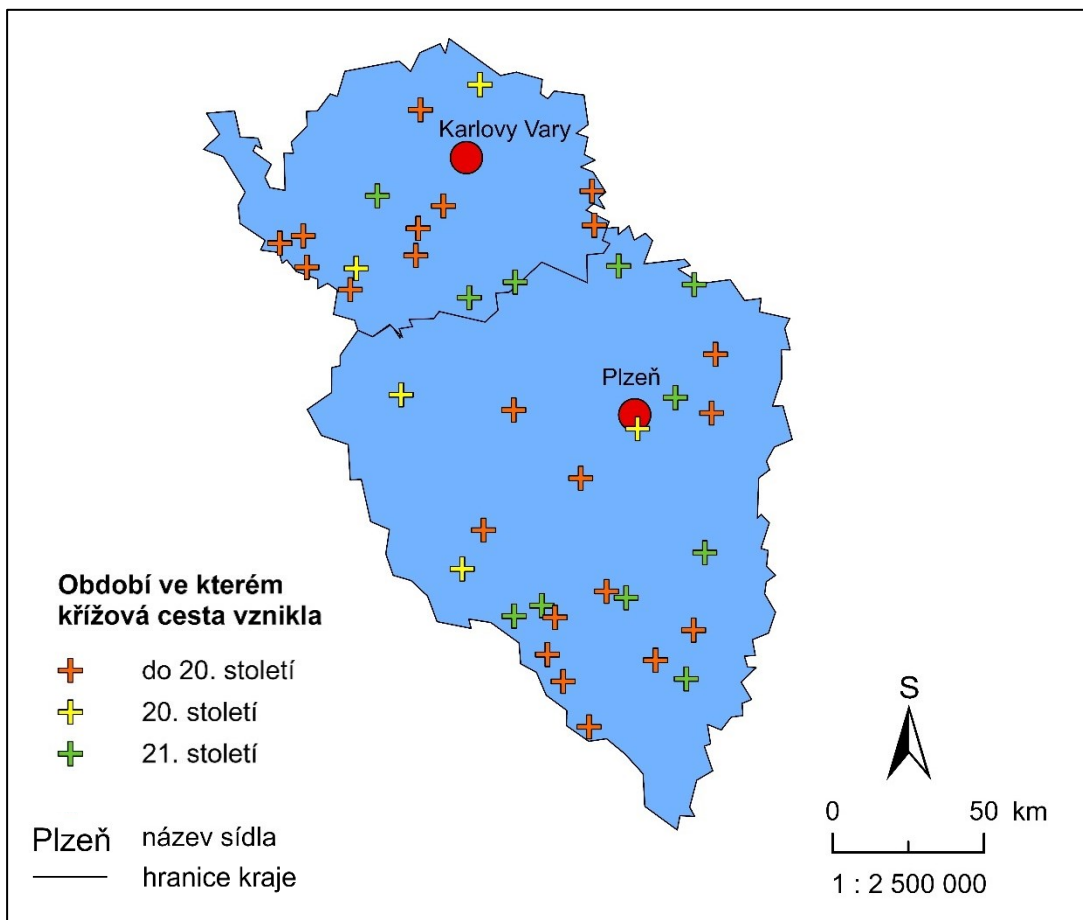 Karlovy Vary
Plzeň
Období ve kterém
křížová cesta vznikla
do 20. století
20. století
21. století
Plzeň název sídla
hranice kraje
S
0 50 km
1 : 2 500 000